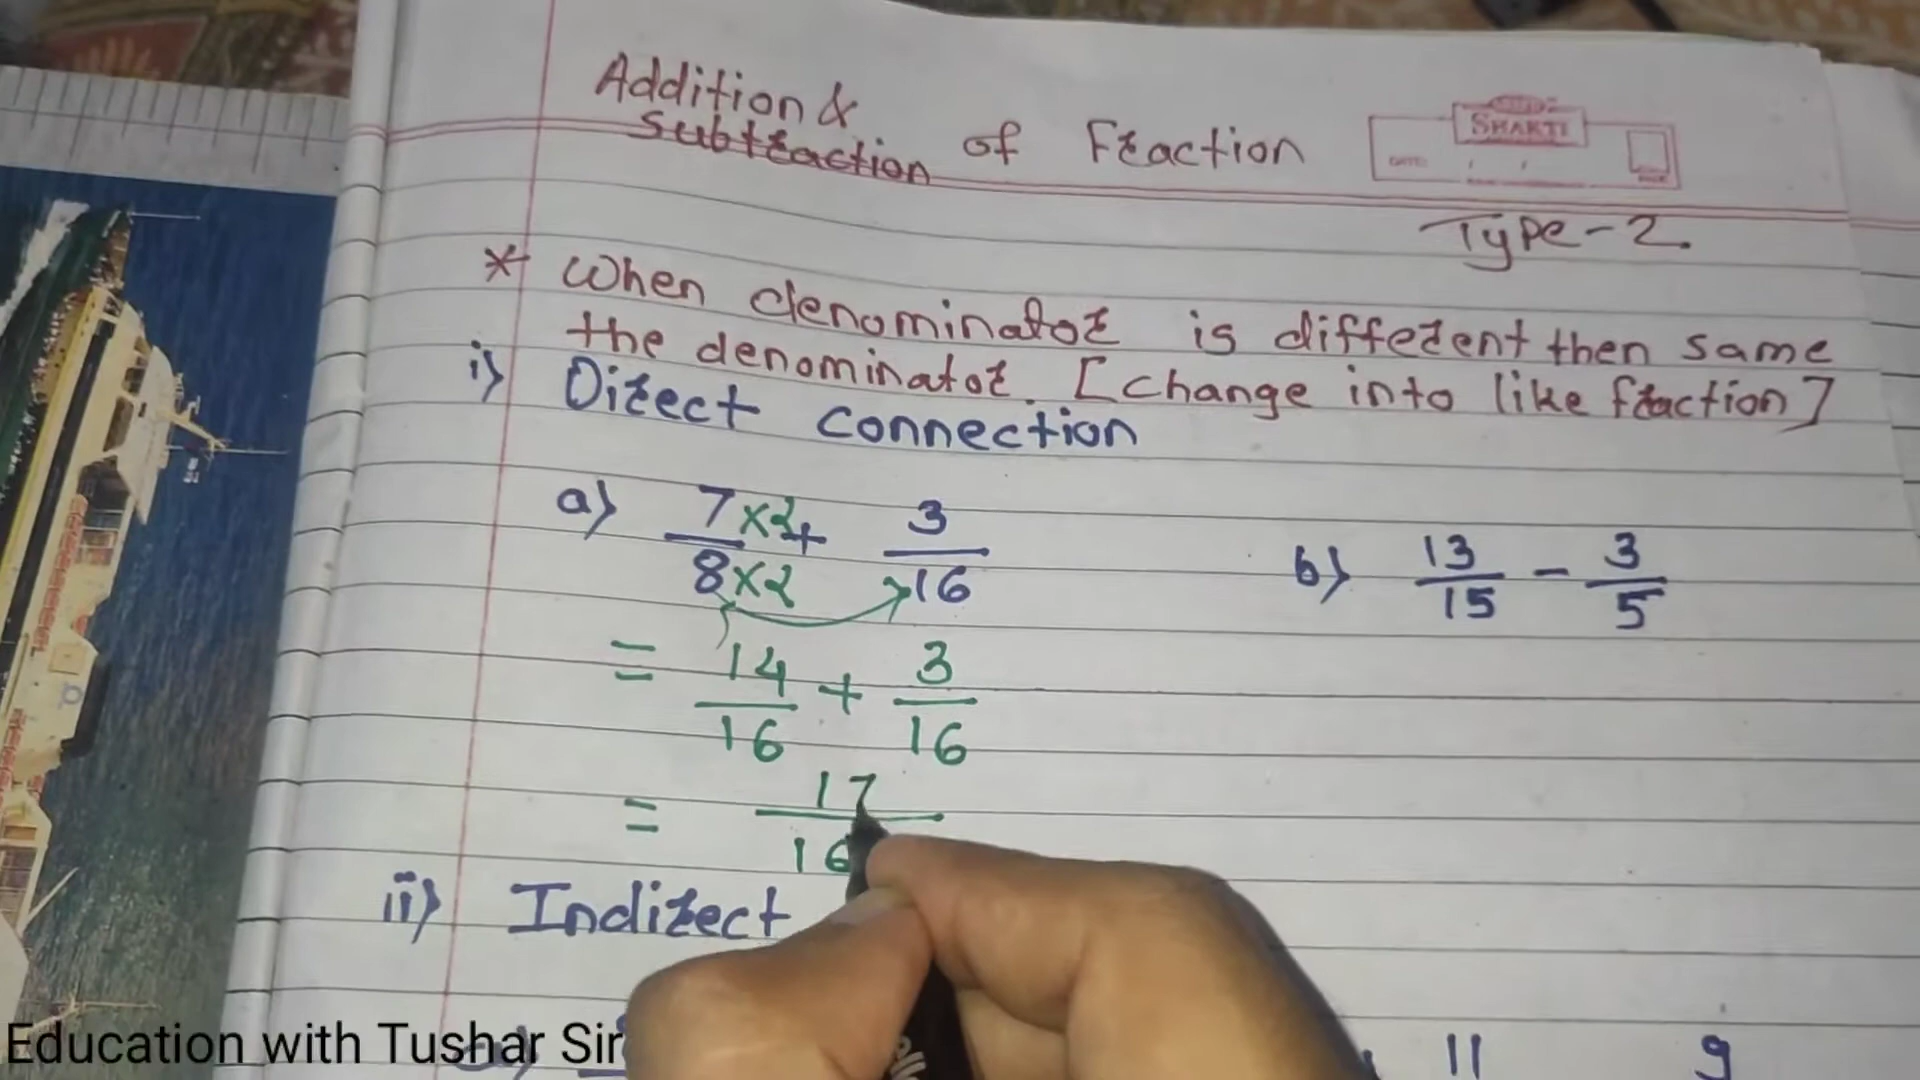 Addition &
Subtraction of Fraction
SHAKTI
DATE:
PAGE
Type-2.
* When denominator is different then same
the denominator. [change into like fraction]
i) Direct connection
a) 7×2/8×2 + 3/16
= 14/16 + 3/16
= 17/16
b) 13/15 - 3/5
ii) Indirect
11 9
Education with Tushar Sir